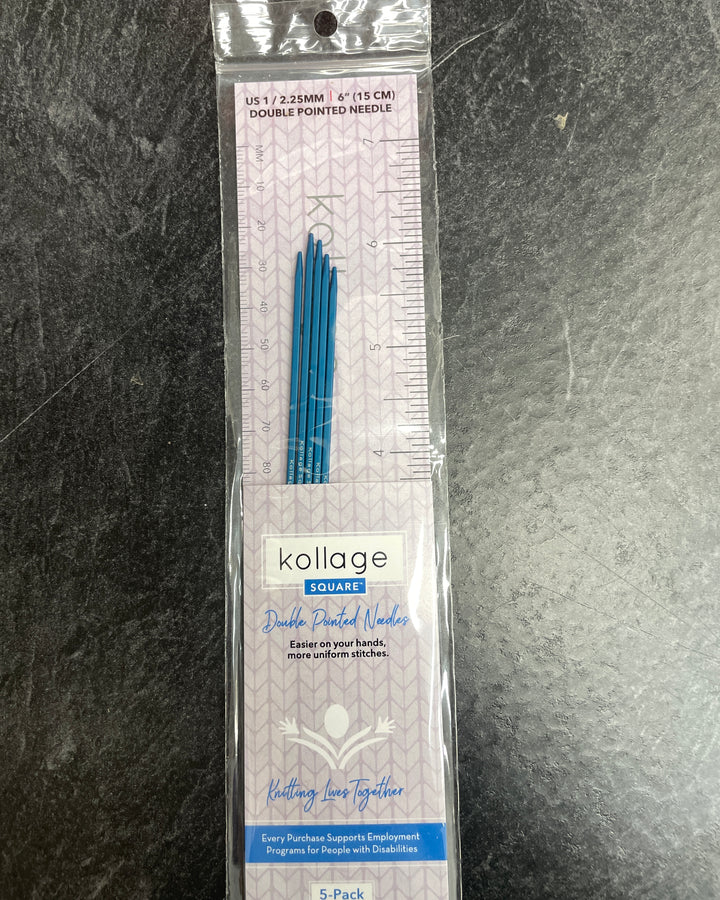 US 1 / 2.25MM | 6" (15 CM)
DOUBLE POINTED NEEDLE
MM 10 20 30 40 50 60 70 80
7
6
5
4
Kollage
kollage
SQUARE™
Double Pointed Needles
Easier on your hands,
more uniform stitches.
Knitting Lives Together
Every Purchase Supports Employment
Programs for People with Disabilities
5-Pack